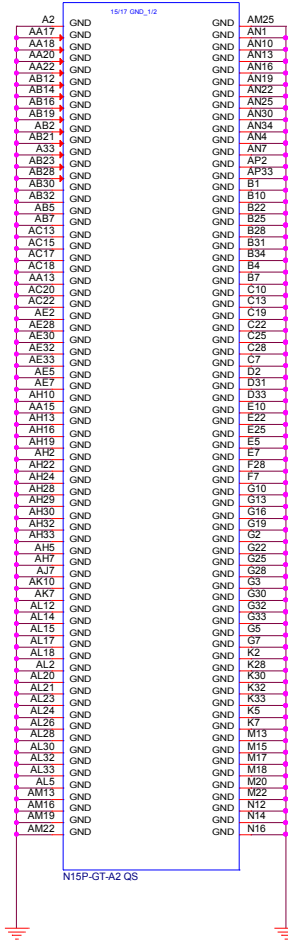 15/17 GND_1/2
A2 GND GND AM25
AA17 GND GND AN1
AA18 GND GND AN10
AA20 GND GND AN13
AA22 GND GND AN16
AB12 GND GND AN19
AB14 GND GND AN22
AB16 GND GND AN25
AB19 GND GND AN30
AB2 GND GND AN34
AB21 GND GND AN4
A33 GND GND AN7
AB23 GND GND AP2
AB28 GND GND AP33
AB30 GND GND B1
AB32 GND GND B10
AB5 GND GND B22
AB7 GND GND B25
AC13 GND GND B28
AC15 GND GND B31
AC17 GND GND B34
AC18 GND GND B4
AA13 GND GND B7
AC20 GND GND C10
AC22 GND GND C13
AE2 GND GND C19
AE28 GND GND C22
AE30 GND GND C25
AE32 GND GND C28
AE33 GND GND C7
AE5 GND GND D2
AE7 GND GND D31
AH10 GND GND D33
AA15 GND GND E10
AH13 GND GND E22
AH16 GND GND E25
AH19 GND GND E5
AH2 GND GND E7
AH22 GND GND F28
AH24 GND GND F7
AH28 GND GND G10
AH29 GND GND G13
AH30 GND GND G16
AH32 GND GND G19
AH33 GND GND G2
AH5 GND GND G22
AH7 GND GND G25
AJ7 GND GND G28
AK10 GND GND G3
AK7 GND GND G30
AL12 GND GND G32
AL14 GND GND G33
AL15 GND GND G5
AL17 GND GND G7
AL18 GND GND K2
AL2 GND GND K28
AL20 GND GND K30
AL21 GND GND K32
AL23 GND GND K33
AL24 GND GND K5
AL26 GND GND K7
AL28 GND GND M13
AL30 GND GND M15
AL32 GND GND M17
AL33 GND GND M18
AL5 GND GND M20
AM13 GND GND M22
AM16 GND GND N12
AM19 GND GND N14
AM22 GND GND N16
N15P-GT-A2 QS